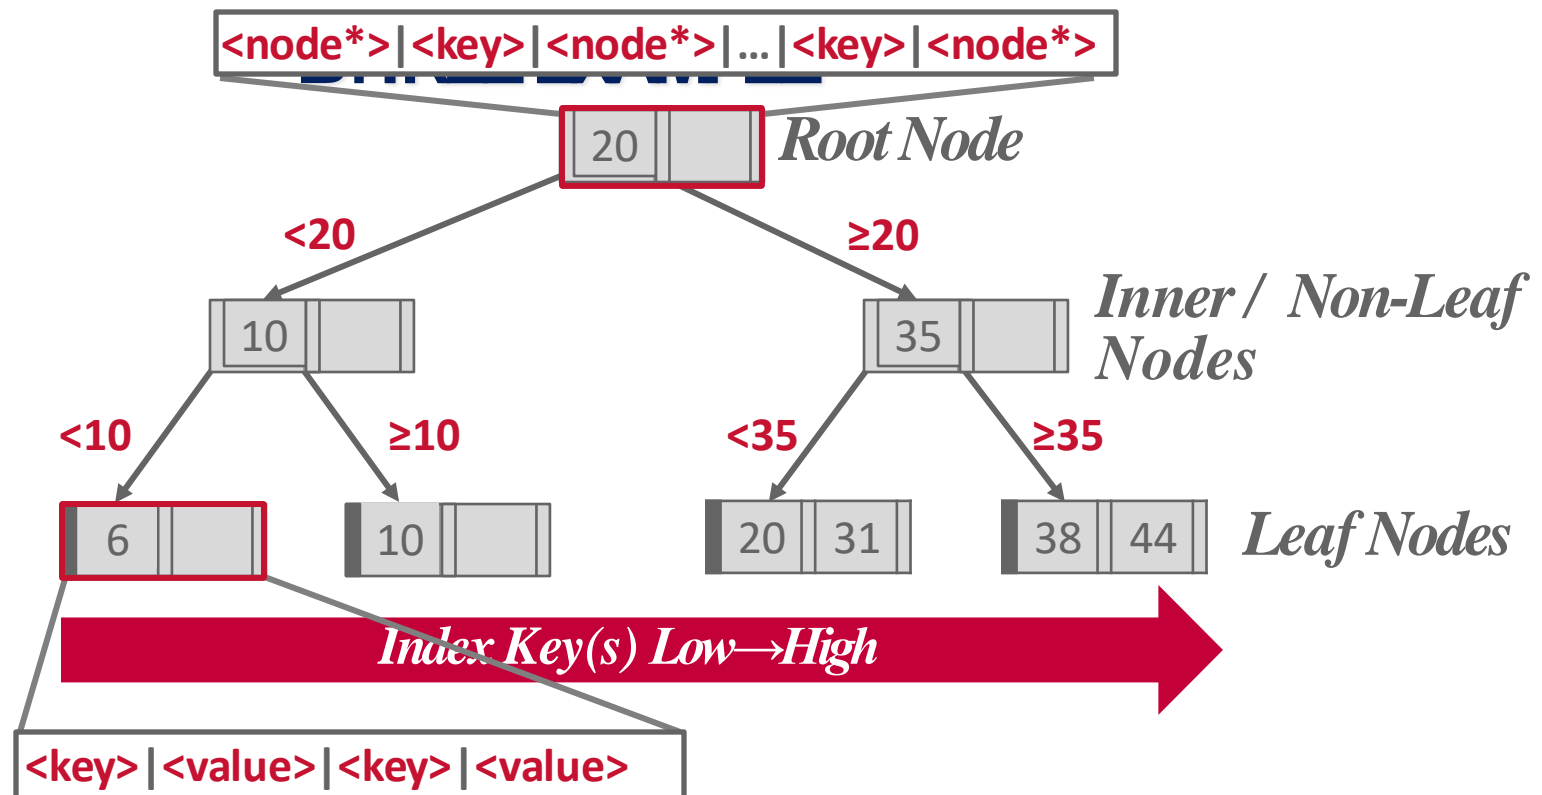 <node*>|<key>|<node*>|...|<key>|<node*>
20
Root Node
<20
≥20
10
35
Inner / Non-Leaf
Nodes
<10
≥10
<35
≥35
6
10
20 31
38 44
Leaf Nodes
Index Key(s) Low→High
<key>|<value>|<key>|<value>